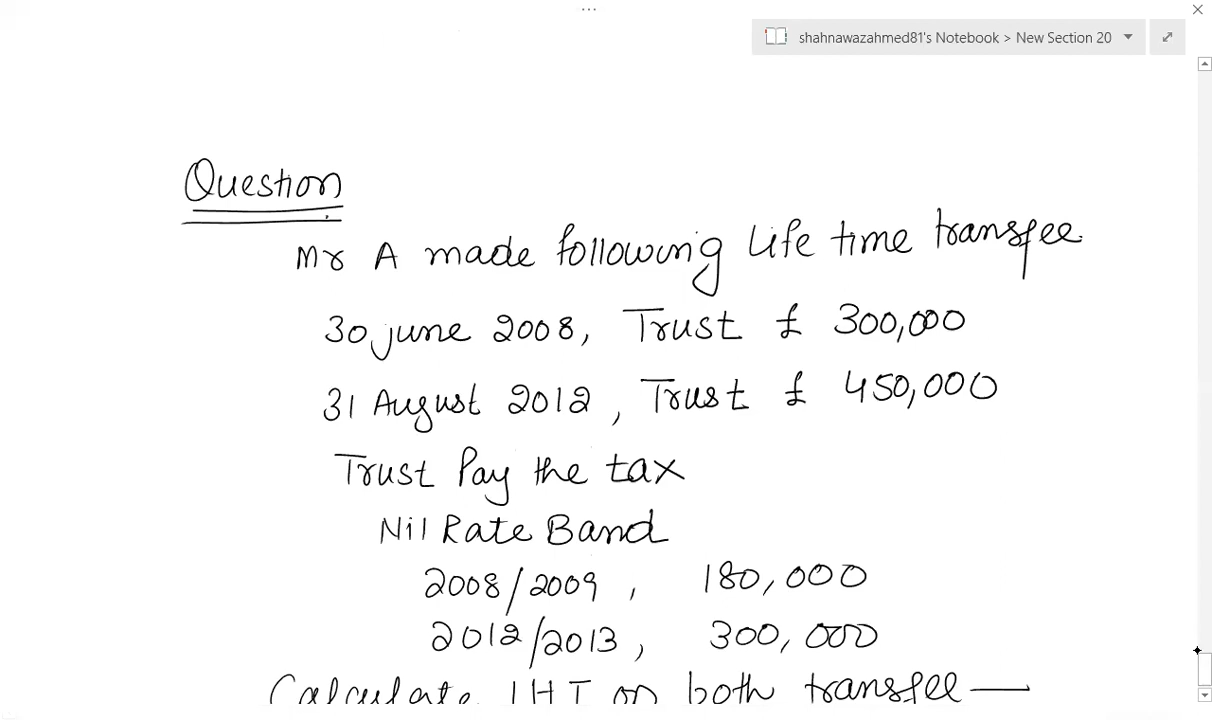 shahnawazahmed81's Notebook > New Section 20
Question
Mr A made following Life time transfer
30 june 2008, Trust £ 300,000
31 August 2012, Trust £ 450,000
Trust Pay the tax
Nil Rate Band
2008/2009, 180,000
2012/2013, 300,000
Calculate IHT on both transfer —